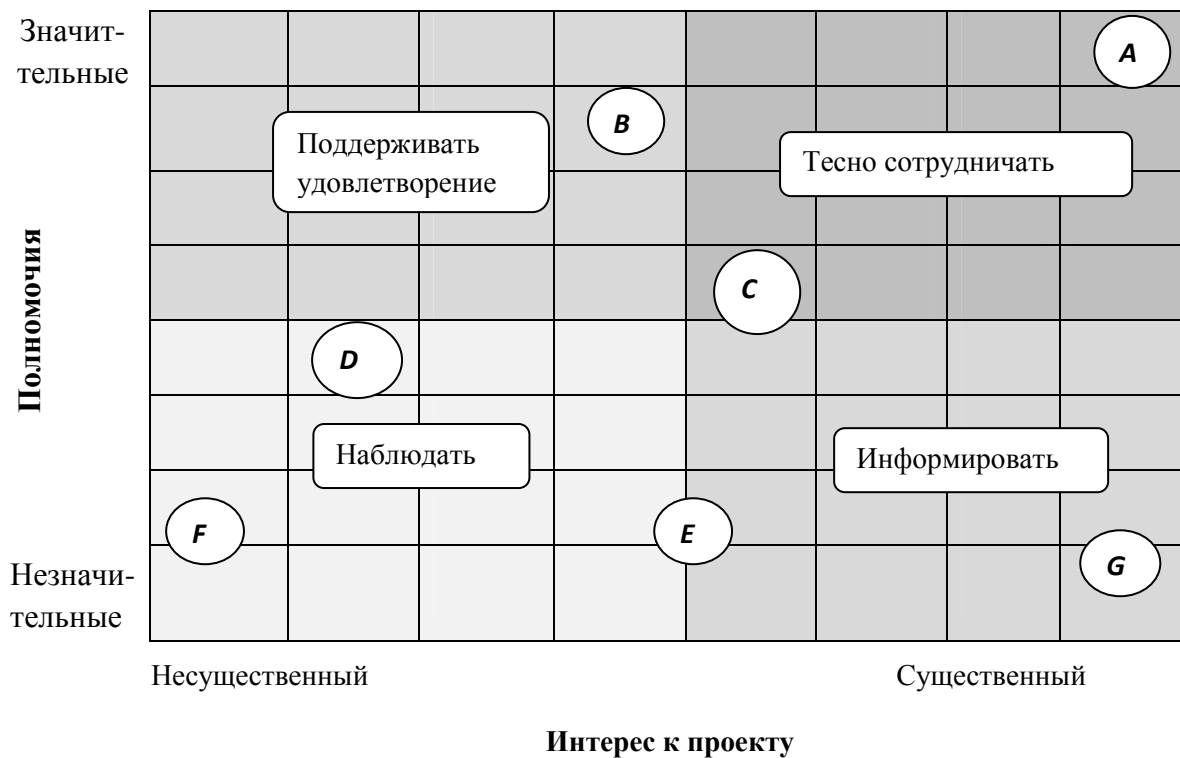 Значит-
тельные
A
B
Поддерживать
удовлетворение
Тесно сотрудничать
Полномочия
C
D
Наблюдать
Информировать
F
E
G
Незначи-
тельные
Несущественный
Существенный
Интерес к проекту